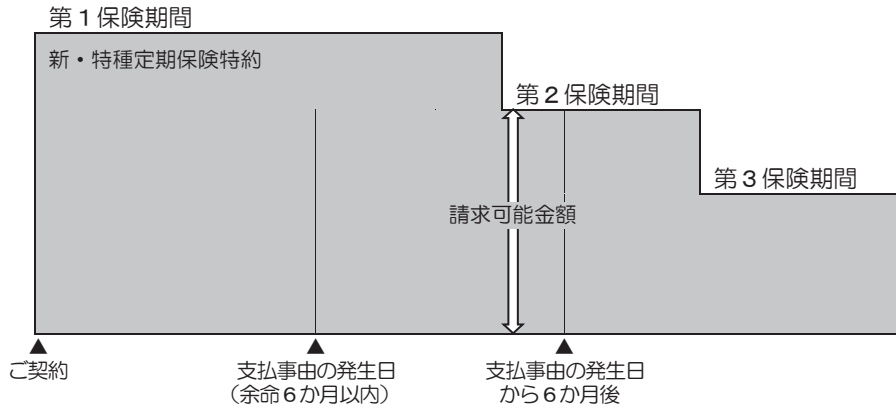 第１保険期間
新・特種定期保険特約
第２保険期間
第３保険期間
請求可能金額
▲
ご契約
▲
支払事由の発生日
（余命６か月以内）
▲
支払事由の発生日
から６か月後